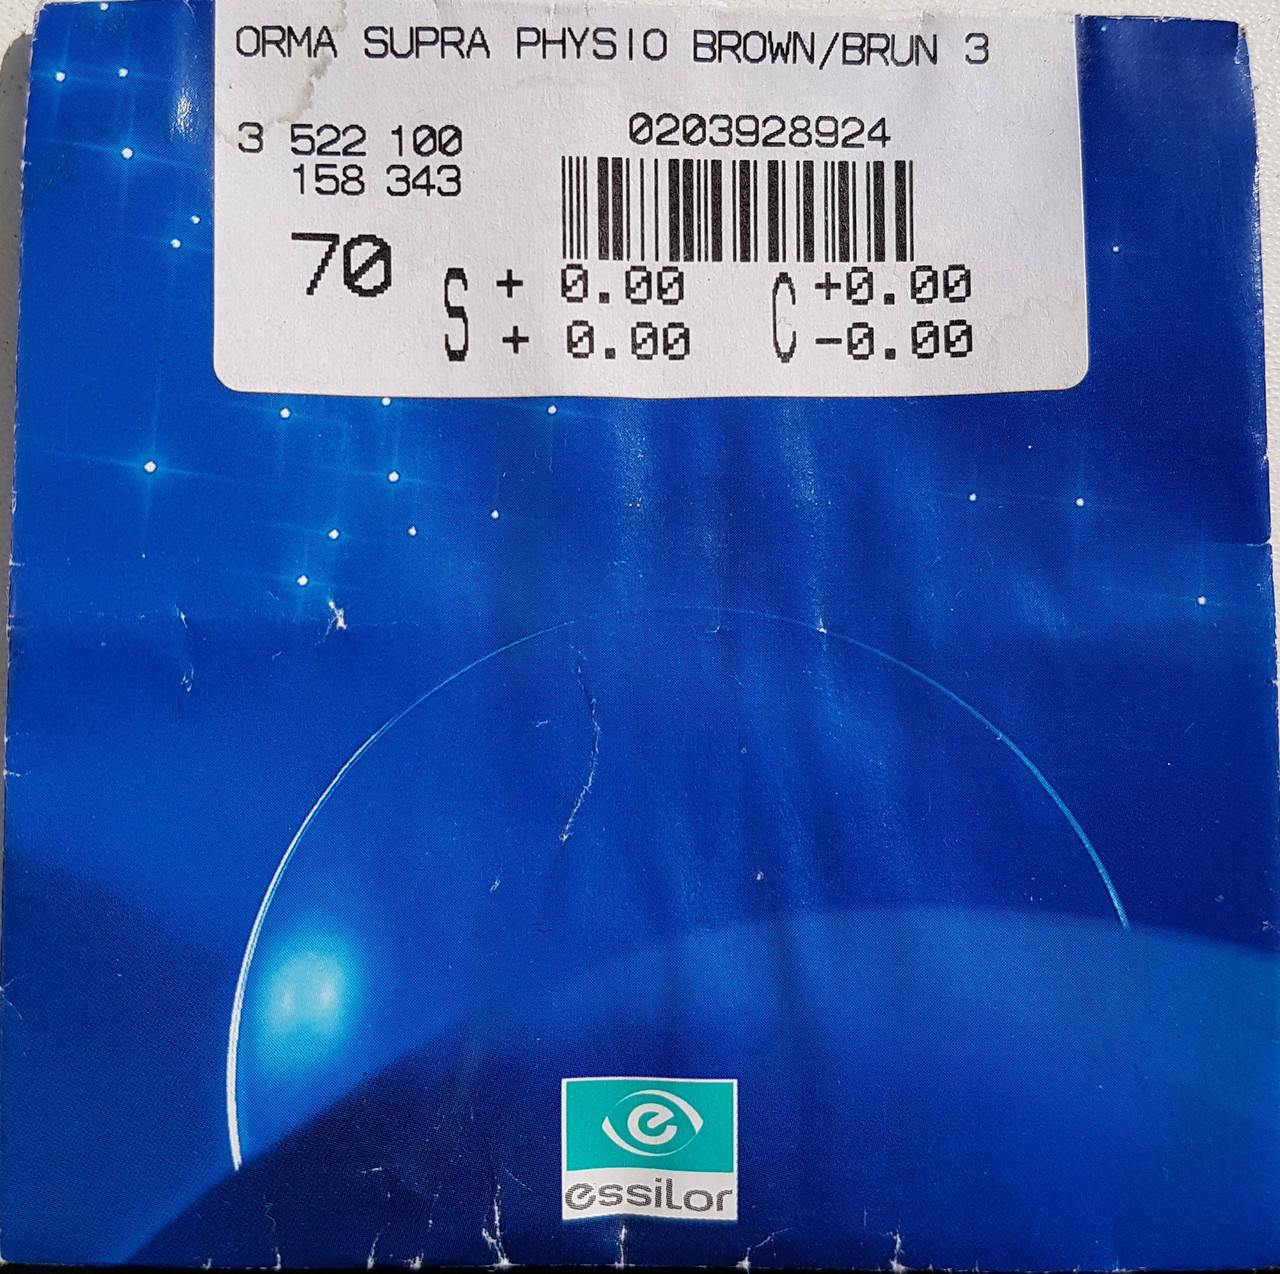 ORMA SUPRA PHYSIO BROWN/BRUN 3
3 522 100
158 343
0203928924
70
S + 0.00 C +0.00
+ 0.00 -0.00
e
essilor